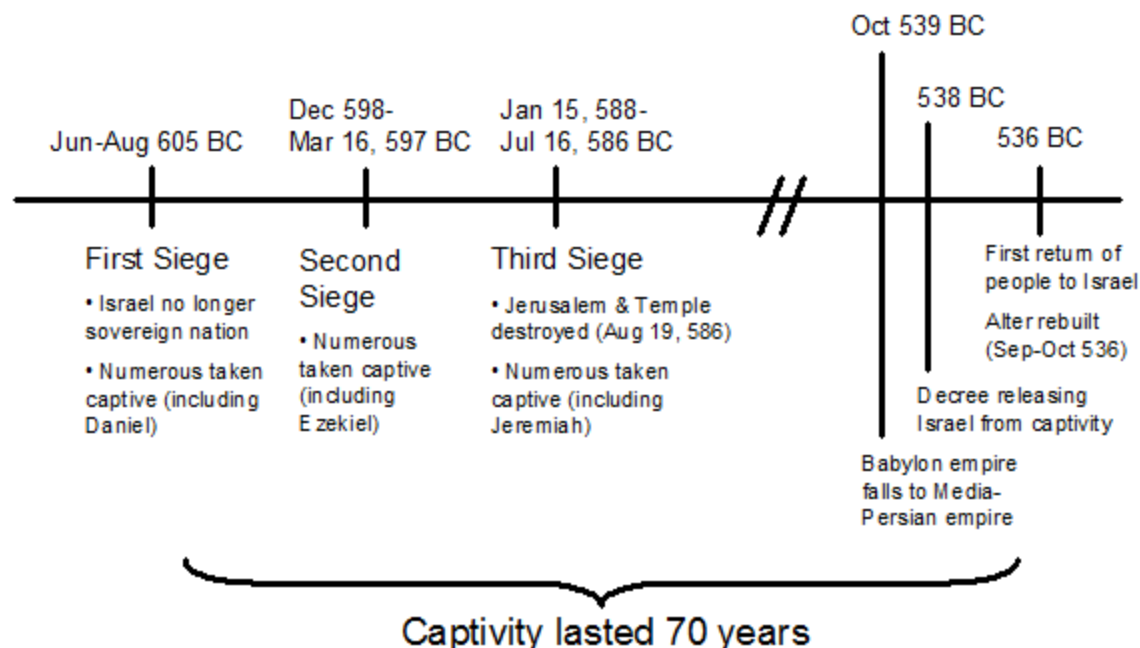 Oct 539 BC
538 BC
536 BC
Jun-Aug 605 BC
Dec 598-
Mar 16, 597 BC
Jan 15, 588-
Jul 16, 586 BC
First Siege
• Israel no longer
sovereign nation
• Numerous taken
captive (including
Daniel)
Second
Siege
• Numerous
taken captive
(including
Ezekiel)
Third Siege
• Jerusalem & Temple
destroyed (Aug 19, 586)
• Numerous taken
captive (including
Jeremiah)
Babylon empire
falls to Media-
Persian empire
Decree releasing
Israel from captivity
First return of
people to Israel
Alter rebuilt
(Sep-Oct 536)
Captivity lasted 70 years